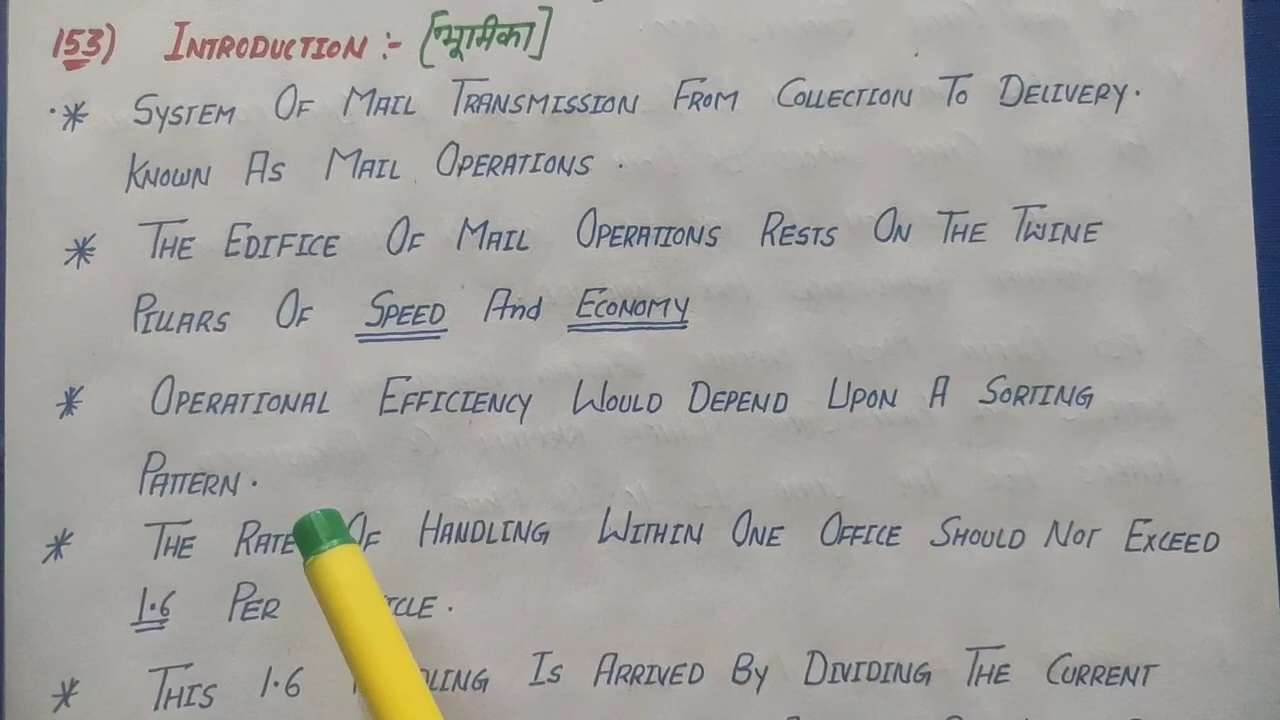 153) INTRODUCTION :- [भूमिका]
* SYSTEM OF MAIL TRANSMISSION FROM COLLECTION TO DELIVERY.
KNOWN AS MAIL OPERATIONS .
* THE EDIFICE OF MAIL OPERATIONS RESTS ON THE TWINE
PILLARS OF SPEED And ECONOMY
* OPERATIONAL EFFICIENCY WOULD DEPEND UPON A SORTING
PATTERN .
* THE RATE OF HANDLING WITHIN ONE OFFICE SHOULD NOT EXCEED
1.6 PER
* THIS 1.6 IS ARRIVED BY DIVIDING THE CURRENT